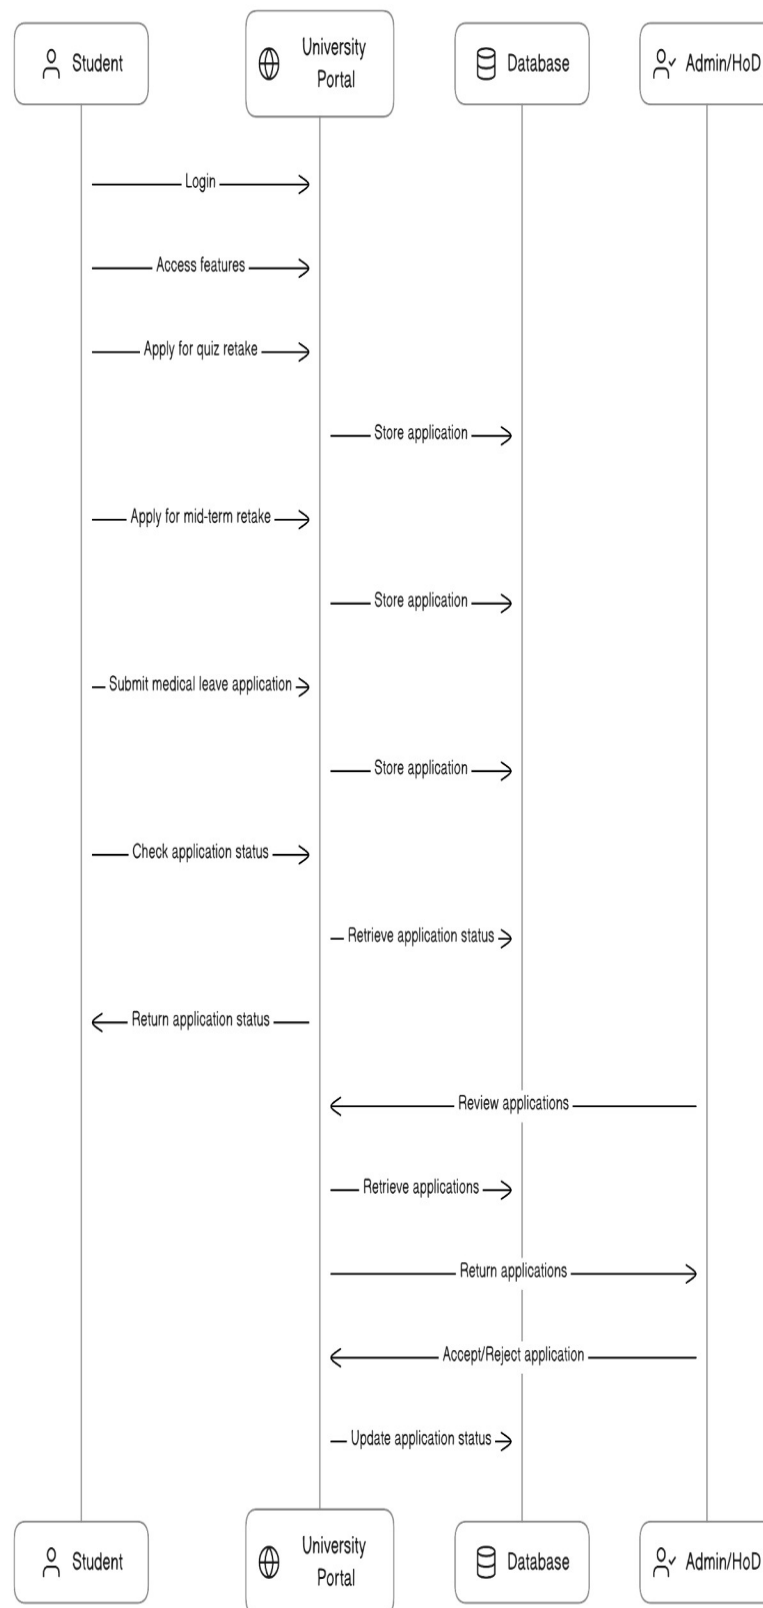 Student
University
Portal
Database
Admin/HoD
Login
Access features
Apply for quiz retake
Store application
Apply for mid-term retake
Store application
Submit medical leave application
Store application
Check application status
Retrieve application status
Return application status
Review applications
Retrieve applications
Return applications
Accept/Reject application
Update application status
Student
University
Portal
Database
Admin/HoD